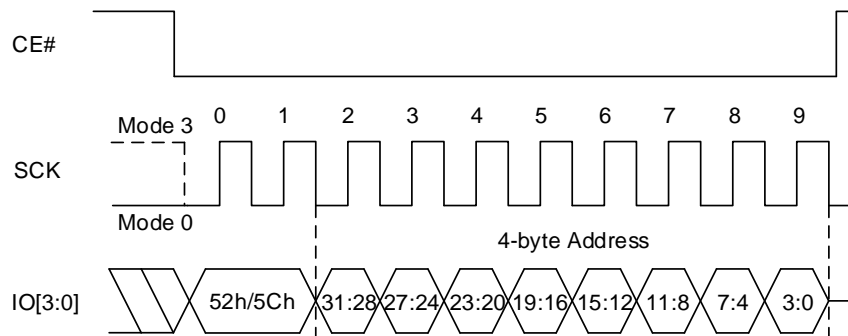 CE#
0 1 2 3 4 5 6 7 8 9
Mode 3
SCK
Mode 0
4-byte Address
IO[3:0] 52h/5Ch 31:28 27:24 23:20 19:16 15:12 11:8 7:4 3:0